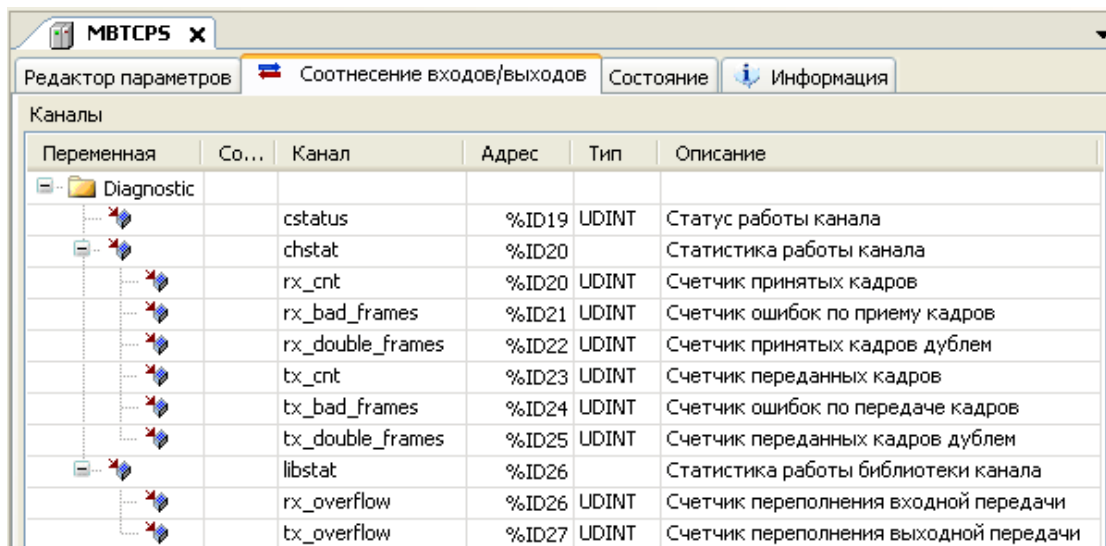 MBTCPS
Редактор параметров Соотнесение входов/выходов Состояние Информация
Каналы
Переменная Со... Канал Адрес Тип Описание
Diagnostic
cstatus %ID19 UDINT Статус работы канала
chstat %ID20 Статистика работы канала
rx_cnt %ID20 UDINT Счетчик принятых кадров
rx_bad_frames %ID21 UDINT Счетчик ошибок по приему кадров
rx_double_frames %ID22 UDINT Счетчик принятых кадров дублем
tx_cnt %ID23 UDINT Счетчик переданных кадров
tx_bad_frames %ID24 UDINT Счетчик ошибок по передаче кадров
tx_double_frames %ID25 UDINT Счетчик переданных кадров дублем
libstat %ID26 Статистика работы библиотеки канала
rx_overflow %ID26 UDINT Счетчик переполнения входной передачи
tx_overflow %ID27 UDINT Счетчик переполнения выходной передачи